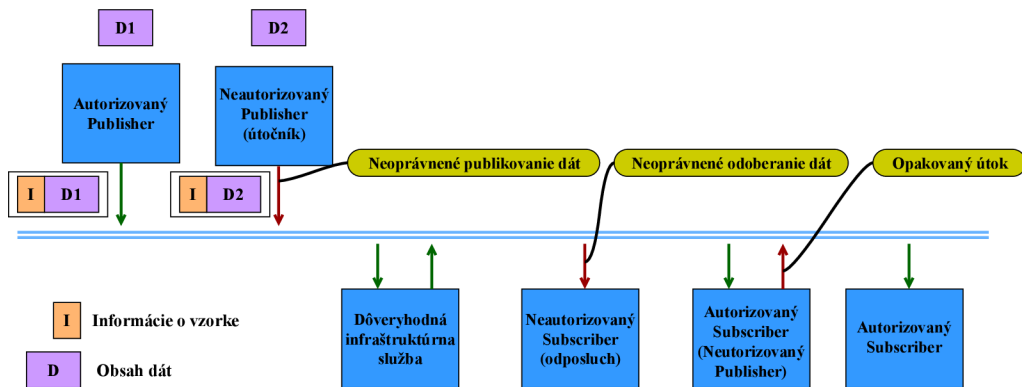 D1
D2
Autorizovaný
Publisher
Neautorizovaný
Publisher
(útočník)
Neoprávnené publikovanie dát
Neoprávnené odoberanie dát
Opakovaný útok
I D1
I D2
Dôveryhodná
infraštruktúrna
služba
Neautorizovaný
Subscriber
(odposluch)
Autorizovaný
Subscriber
(Neutorizovaný
Publisher)
Autorizovaný
Subscriber
I Informácie o vzorke
D Obsah dát